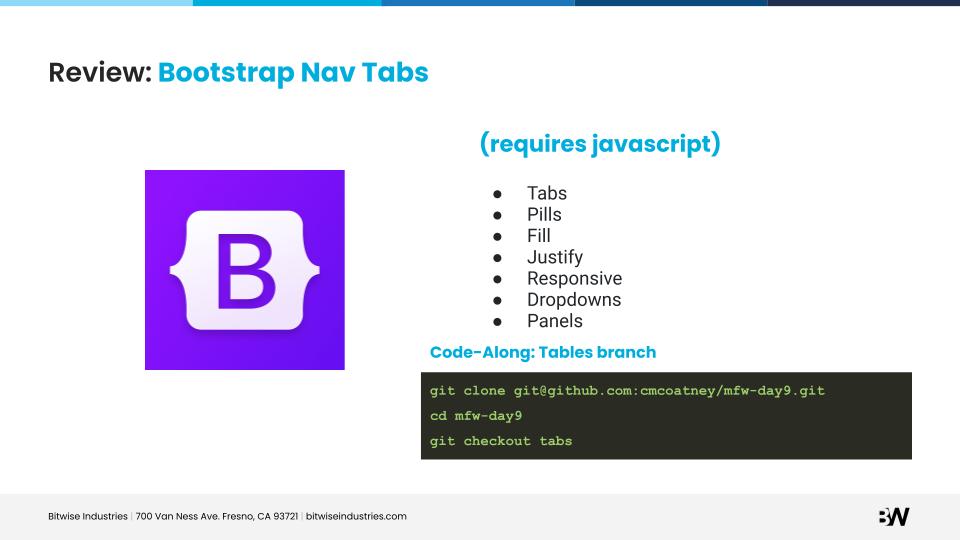 Review: Bootstrap Nav Tabs
(requires javascript)
● Tabs
● Pills
● Fill
● Justify
● Responsive
● Dropdowns
● Panels
B
Code-Along: Tables branch
git clone git@github.com:cmcoatney/mfw-day9.git
cd mfw-day9
git checkout tabs
Bitwise Industries | 700 Van Ness Ave. Fresno, CA 93721 | bitwiseindustries.com
BW